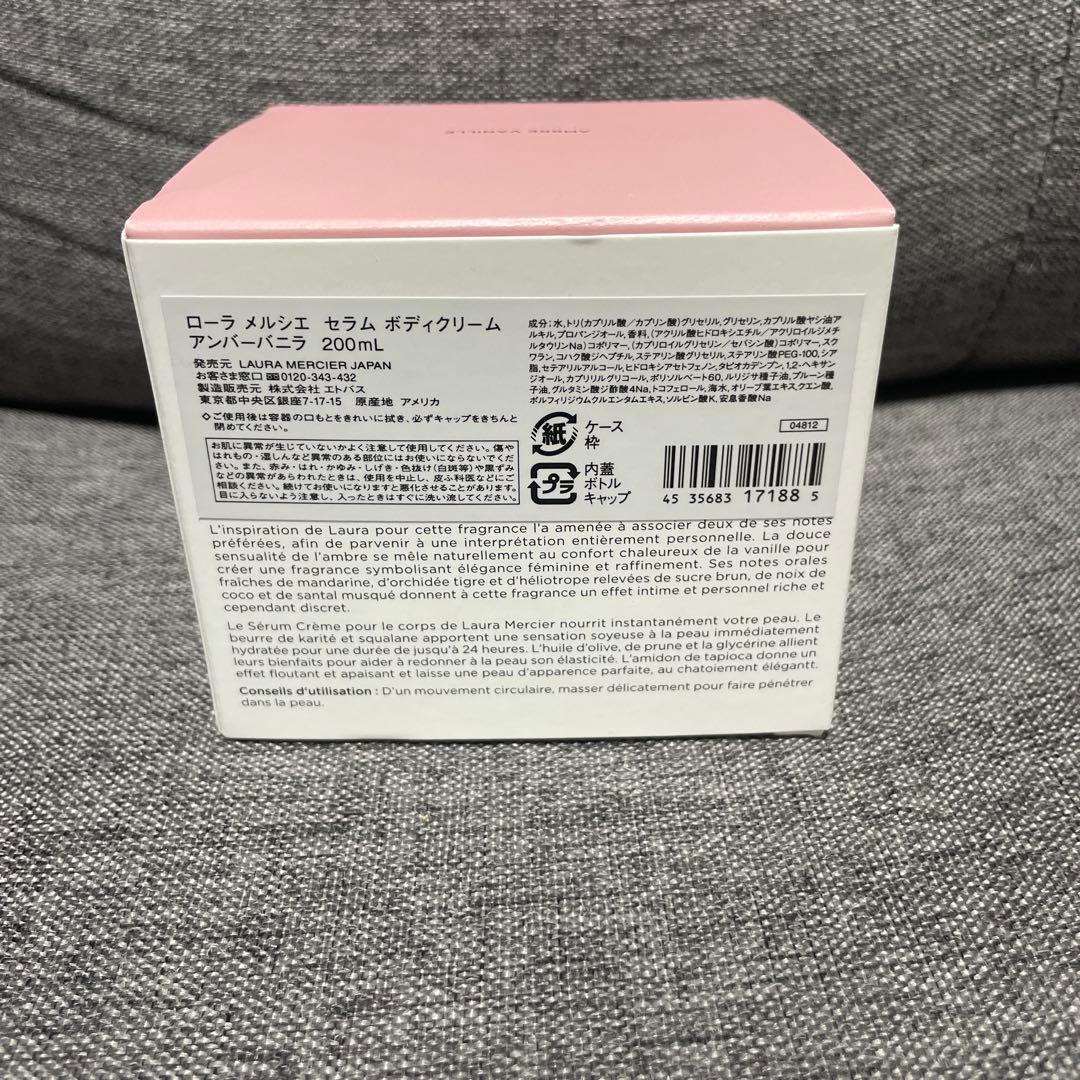 AMBRE VANILLE
ローラ メルシエ セラム ボディクリーム
アンバーバニラ 200mL
発売元 LAURA MERCIER JAPAN
お客さま窓口 0120-343-432
製造販売元 株式会社 エトバス
東京都中央区銀座7-17-15 原産地 アメリカ
◇ご使用後は容器の口もとをきれいに拭き、必ずキャップをきちんと
閉めてください。
お肌に異常が生じていないかよく注意して使用してください。傷や
はれもの・湿しんなど異常のある部位にはお使いにならないでくだ
さい。また、赤み・はれ・かゆみ・しげき・色抜け(白斑等)や黒ずみ
などの異常があらわれたときは、使用を中止し、皮ふ科医などにご
相談ください。続けてお使いになりますと悪化させることがあります。
目に入らないよう注意し、入ったときはすぐに洗い流してください。
成分:水,トリ(カプリル酸/カプリン酸)グリセリル,グリセリン,カプリル酸ヤシ油ア
ルキル,プロパンジオール,香料,(アクリル酸ヒドロキシエチル/アクリロイルジメチ
ルタウリンNa)コポリマー,(カプリロイルグリセリン/セバシン酸)コポリマー,スク
ワラン,コハク酸ジヘプチル,ステアリン酸グリセリル,ステアリン酸PEG-100,シア
脂,セテアリルアルコール,ヒドロキシアセトフェノン,タピオカデンプン,1,2-ヘキサン
ジオール,カプリリルグリコール,ポリソルベート60,ルリジサ種子油,プルーン種
子油,グルタミン酸ジ酢酸4Na,トコフェロール,海水,オリーブ葉エキス,クエン酸,
ポルフィリジウムクルエンタムエキス,ソルビン酸K,安息香酸Na
紙
ケース
枠
プラ
内蓋
ボトル
キャップ
04812
4 535683 171885
L'inspiration de Laura pour cette fragrance l'a amenée à associer deux de ses notes
préférées, afin de parvenir à une interprétation entièrement personnelle. La douce
sensualité de l'ambre se mêle naturellement au confort chaleureux de la vanille pour
créer une fragrance symbolisant élégance féminine et raffinement. Ses notes orales
fraîches de mandarine, d'orchidée tigre et d'héliotrope relevées de sucre brun, de noix de
coco et de santal musqué donnent à cette fragrance un effet intime et personnel riche et
cependant discret.
Le Sérum Crème pour le corps de Laura Mercier nourrit instantanément votre peau. Le
beurre de karité et squalane apportent une sensation soyeuse à la peau immédiatement
hydratée pour une durée de jusqu'à 24 heures. L'huile d'olive, de prune et la glycérine allient
leurs bienfaits pour aider à redonner à la peau son élasticité. L'amidon de tapioca donne un
effet floutant et apaisant et laisse une peau d'apparence parfaite, au chatoiement élégantt.
Conseils d'utilisation : D'un mouvement circulaire, masser délicatement pour faire pénétrer
dans la peau.